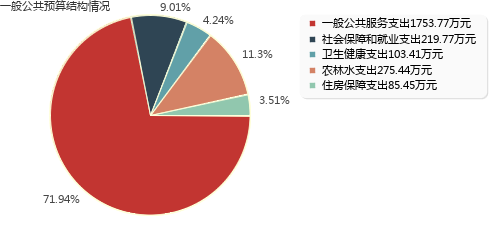 一般公共预算结构情况
9.01%
4.24%
11.3%
3.51%
71.94%
一般公共服务支出1753.77万元
社会保障和就业支出219.77万元
卫生健康支出103.41万元
农林水支出275.44万元
住房保障支出85.45万元